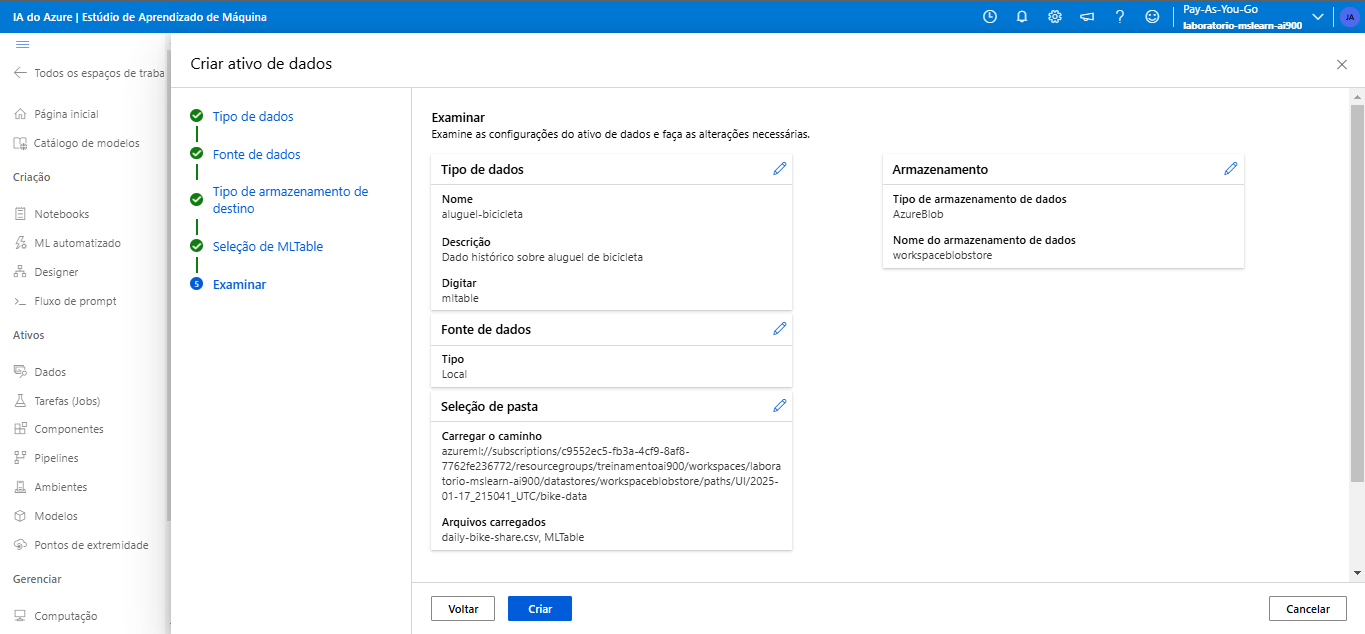 IA do Azure | Estúdio de Aprendizado de Máquina
Pay-As-You-Go
laboratorio-mslearn-ai900
JA
Todos os espaços de traba
Página inicial
Catálogo de modelos
Criação
Notebooks
ML automatizado
Designer
Fluxo de prompt
Ativos
Dados
Tarefas (Jobs)
Componentes
Pipelines
Ambientes
Modelos
Pontos de extremidade
Gerenciar
Computação
Criar ativo de dados
Tipo de dados
Fonte de dados
Tipo de armazenamento de
destino
Seleção de MLTable
5
Examinar
Examinar
Examine as configurações do ativo de dados e faça as alterações necessárias.
Tipo de dados
Nome
aluguel-bicicleta
Descrição
Dado histórico sobre aluguel de bicicleta
Digitar
mltable
Fonte de dados
Tipo
Local
Seleção de pasta
Carregar o caminho
azureml://subscriptions/c9552ec5-fb3a-4cf9-8af8-
7762fe236772/resourcegroups/treinamentoai900/workspaces/labora
torio-mslearn-ai900/datastores/workspaceblobstore/paths/UI/2025-
01-17_215041_UTC/bike-data
Arquivos carregados
daily-bike-share.csv, MLTable
Armazenamento
Tipo de armazenamento de dados
AzureBlob
Nome do armazenamento de dados
workspaceblobstore
Voltar
Criar
Cancelar